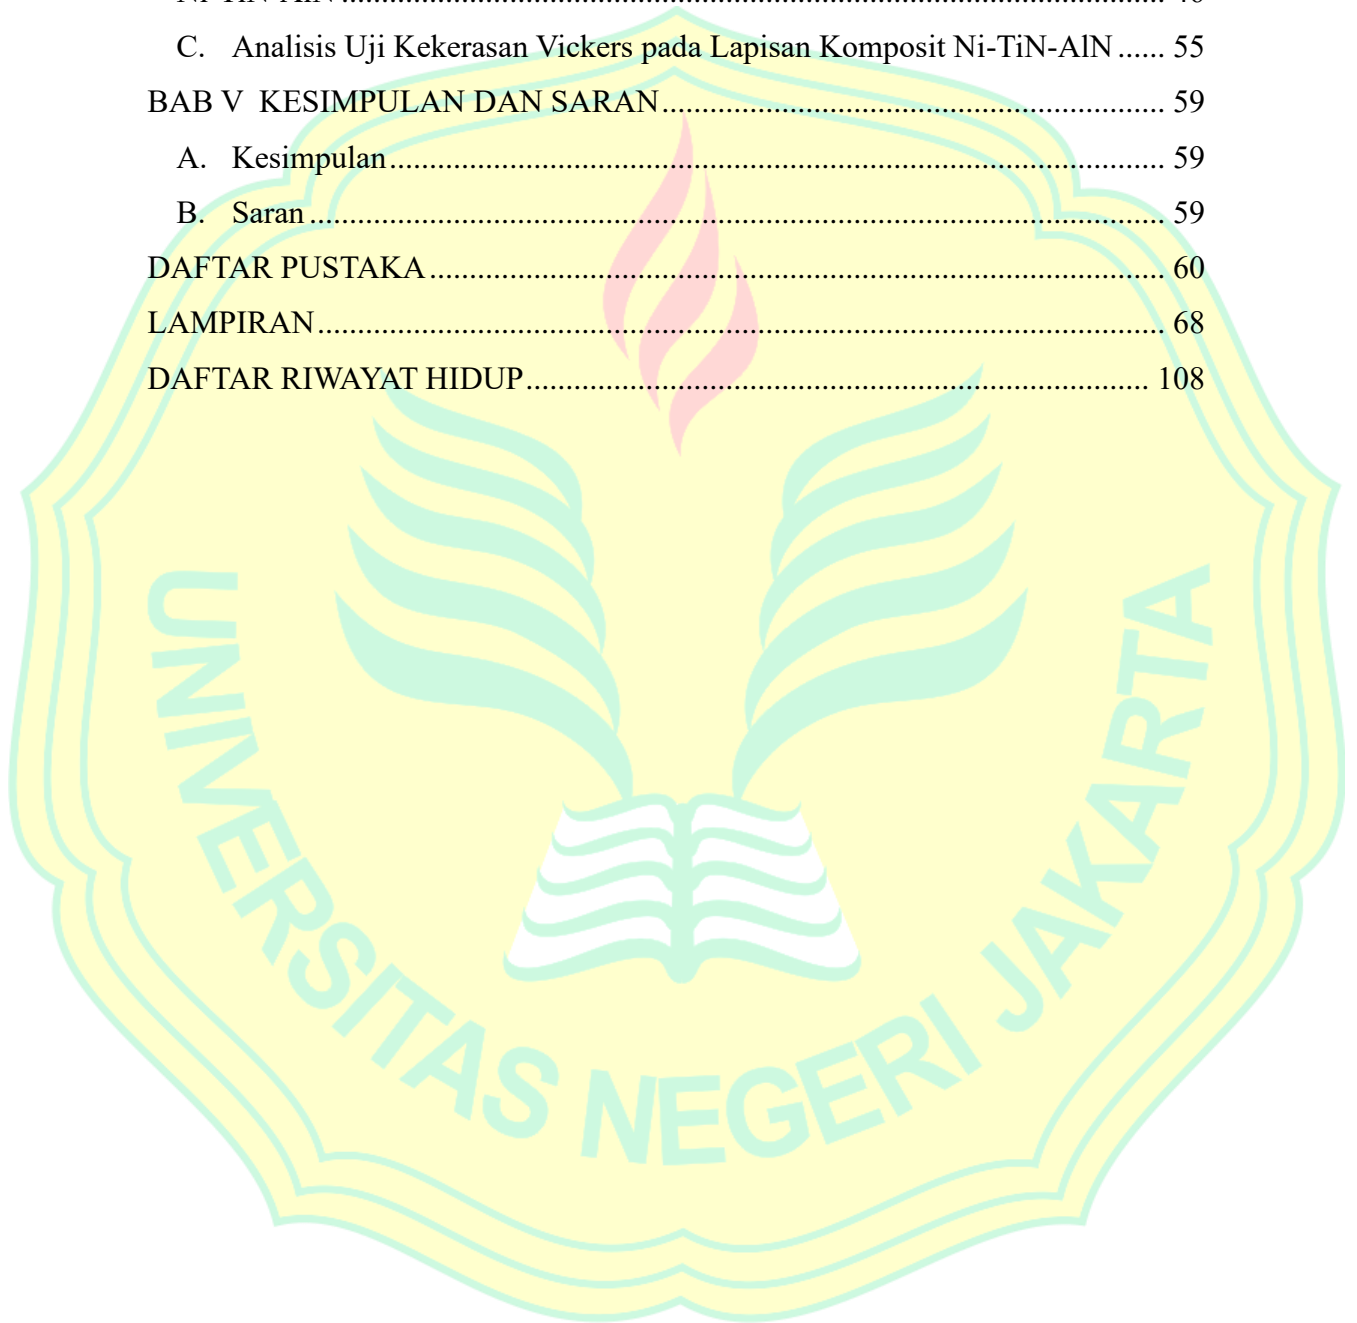 C. Analisis Uji Kekerasan Vickers pada Lapisan Komposit Ni-TiN-AlN ...... 55
BAB V KESIMPULAN DAN SARAN ................................................................ 59
A. Kesimpulan .................................................................................................. 59
B. Saran ............................................................................................................ 59
DAFTAR PUSTAKA ............................................................................................. 60
LAMPIRAN ........................................................................................................... 68
DAFTAR RIWAYAT HIDUP ............................................................................... 108
UNIVERSITAS NEGERI JAKARTA